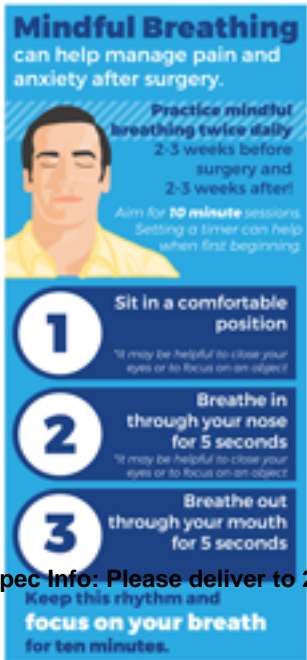 Mindful Breathing
can help manage pain and
anxiety after surgery.
Practice mindful
breathing twice daily
2-3 weeks before
surgery and
2-3 weeks after!
Aim for 10 minute sessions
Setting a timer can help
when first beginning
1
Sit in a comfortable
position
*It may be helpful to close your
eyes or to focus on an object
2
Breathe in
through your nose
for 5 seconds
*It may be helpful to close your
eyes or to focus on an object
3
Breathe out
through your mouth
for 5 seconds
pec Info: Please deliver to 2
Keep this rhythm and
focus on your breath
for ten minutes.